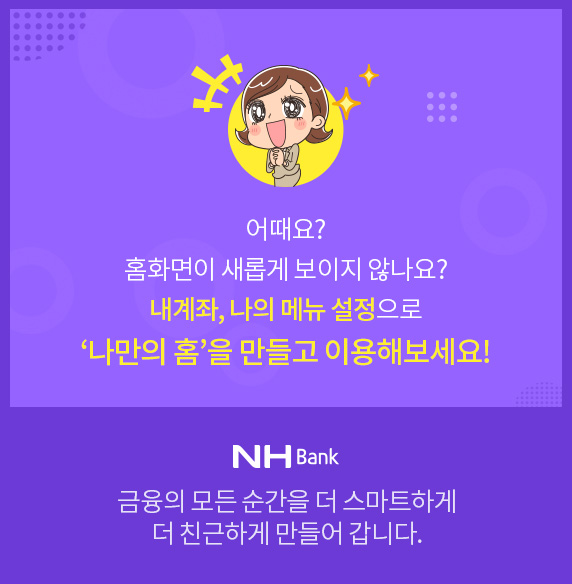 어때요?
홈화면이 새롭게 보이지 않나요?
내계좌, 나의 메뉴 설정으로
‘나만의 홈’을 만들고 이용해보세요!
NH Bank
금융의 모든 순간을 더 스마트하게
더 친근하게 만들어 갑니다.